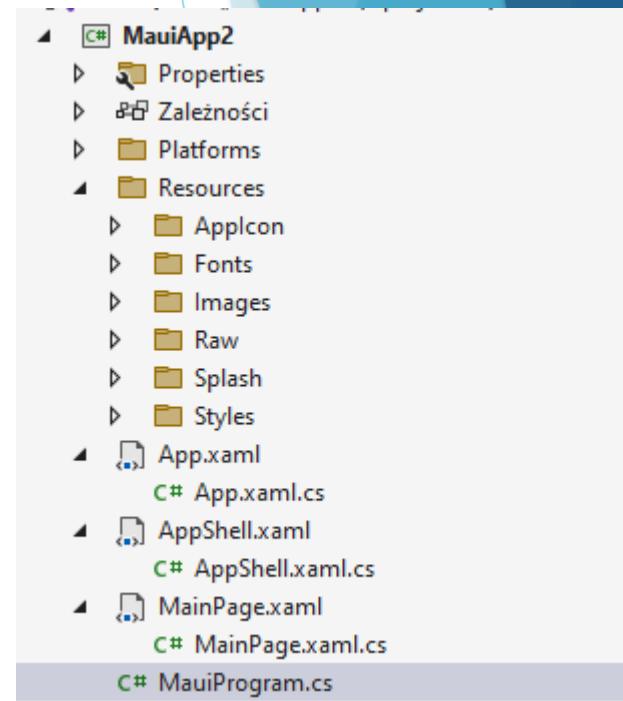 C# MauiApp2
Properties
Zależności
Platforms
Resources
AppIcon
Fonts
Images
Raw
Splash
Styles
App.xaml
C# App.xaml.cs
AppShell.xaml
C# AppShell.xaml.cs
MainPage.xaml
C# MainPage.xaml.cs
C# MauiProgram.cs